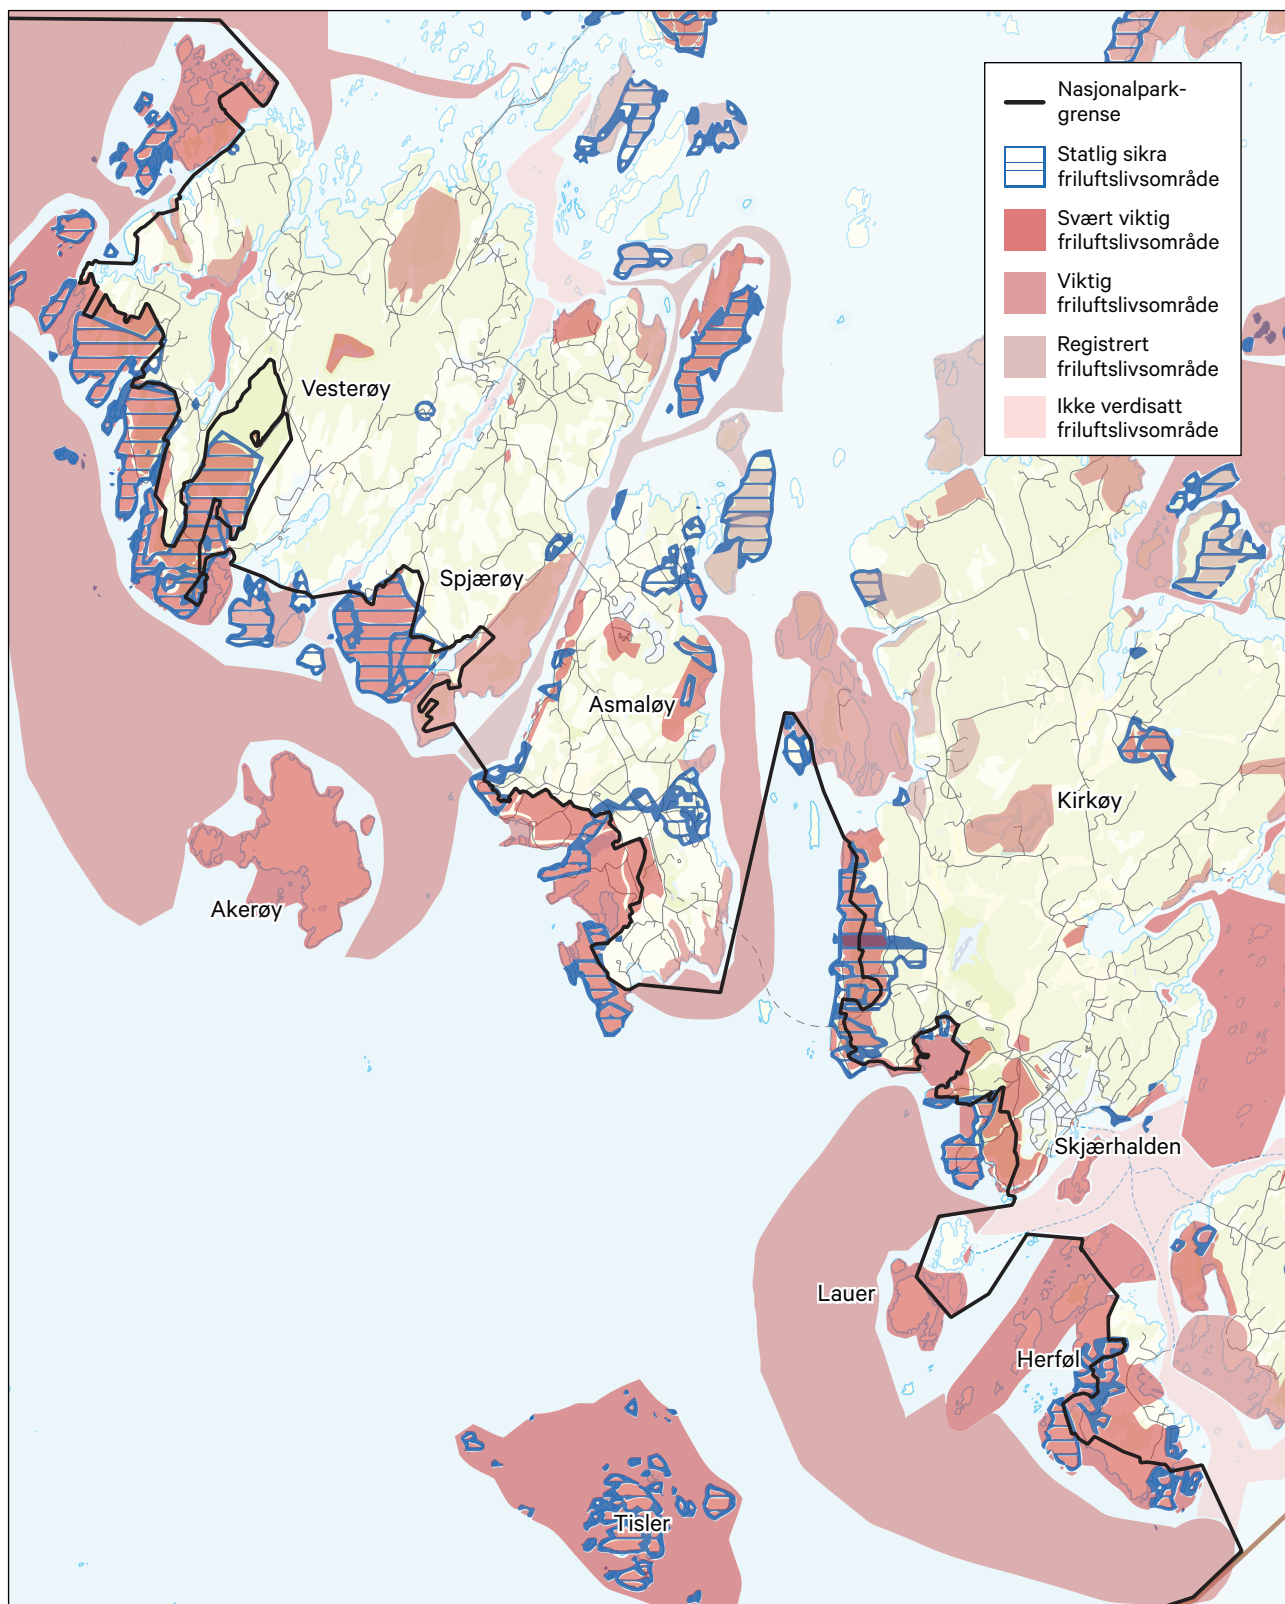 Nasjonalpark-
grense
Statlig sikra
friluftslivsområde
Svært viktig
friluftslivsområde
Viktig
friluftslivsområde
Registrert
friluftslivsområde
Ikke verdisatt
friluftslivsområde
Vesterøy
Spjærøy
Asmaløy
Kirkøy
Akerøy
Skjærhalden
Lauer
Herføl
Tisler